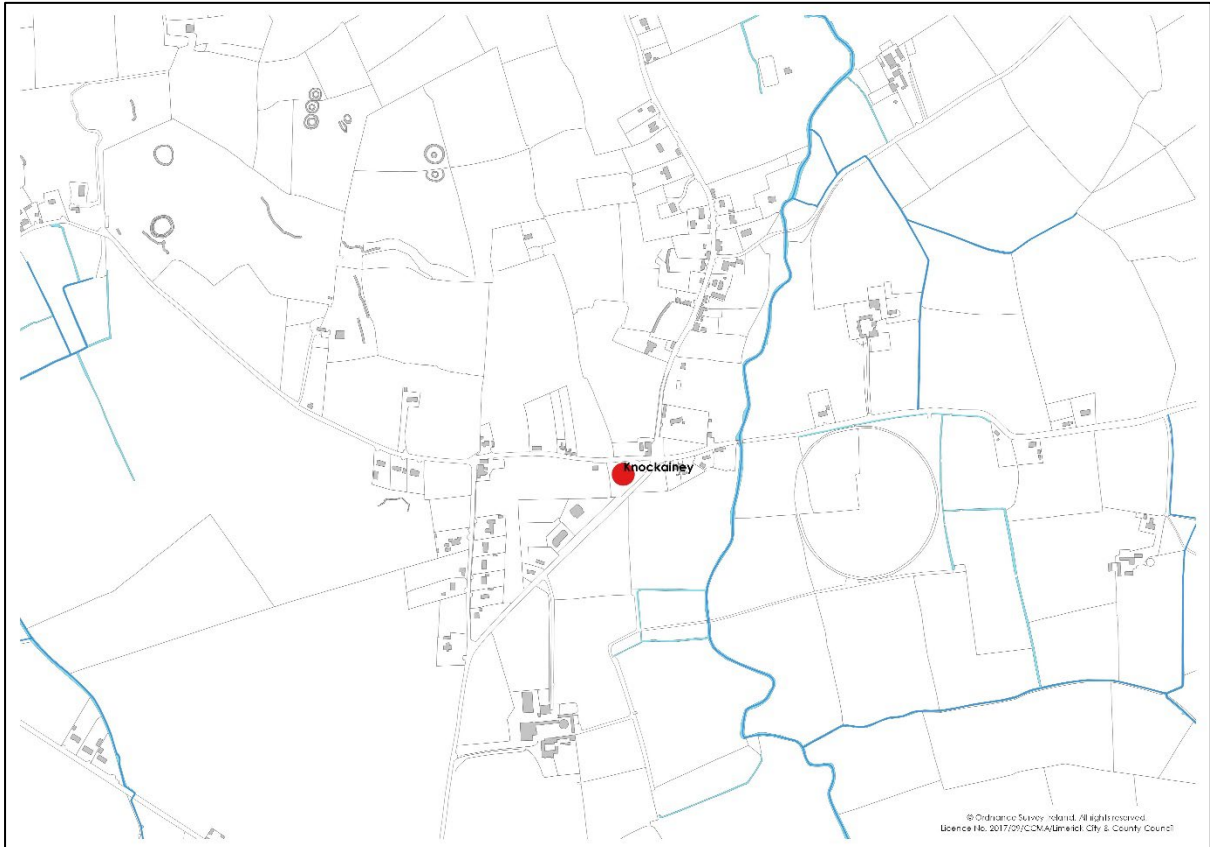 Knockainey
© Ordnance Survey Ireland. All rights reserved.
Licence No. 2017/09/CCMA/Limerick City & County Council